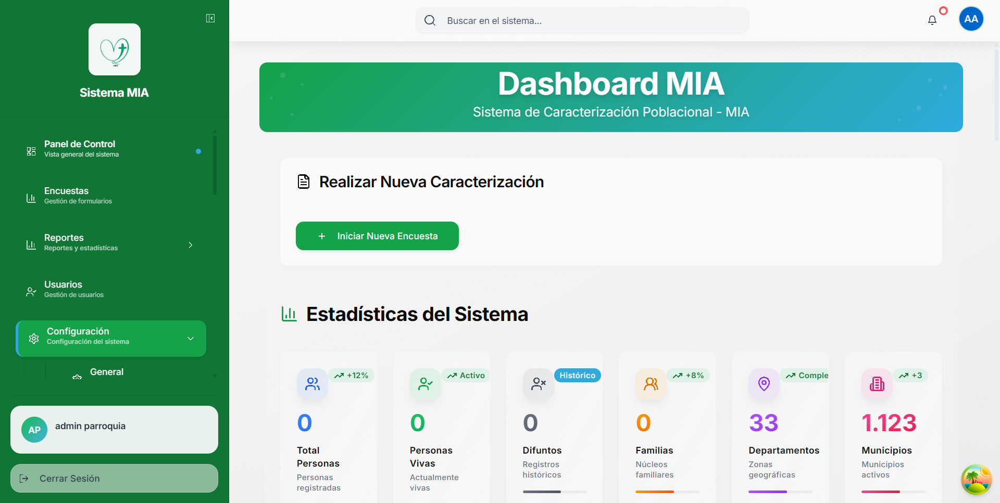 Sistema MIA
Panel de Control
Vista general del sistema
Encuestas
Gestión de formularios
Reportes
Reportes y estadísticas
Usuarios
Gestión de usuarios
Configuración
Configuración del sistema
General
AP
admin parroquia
Cerrar Sesión
Buscar en el sistema...
AA
Dashboard MIA
Sistema de Caracterización Poblacional - MIA
Realizar Nueva Caracterización
+ Iniciar Nueva Encuesta
Estadísticas del Sistema
+12%
0
Total
Personas
Personas
registradas
Activo
0
Personas
Vivas
Actualmente
vivas
Histórico
0
Difuntos
Registros
históricos
+8%
0
Familias
Núcleos
familiares
Comple
33
Departamentos
Zonas
geográficas
+3
1.123
Municipios
Municipios
activos